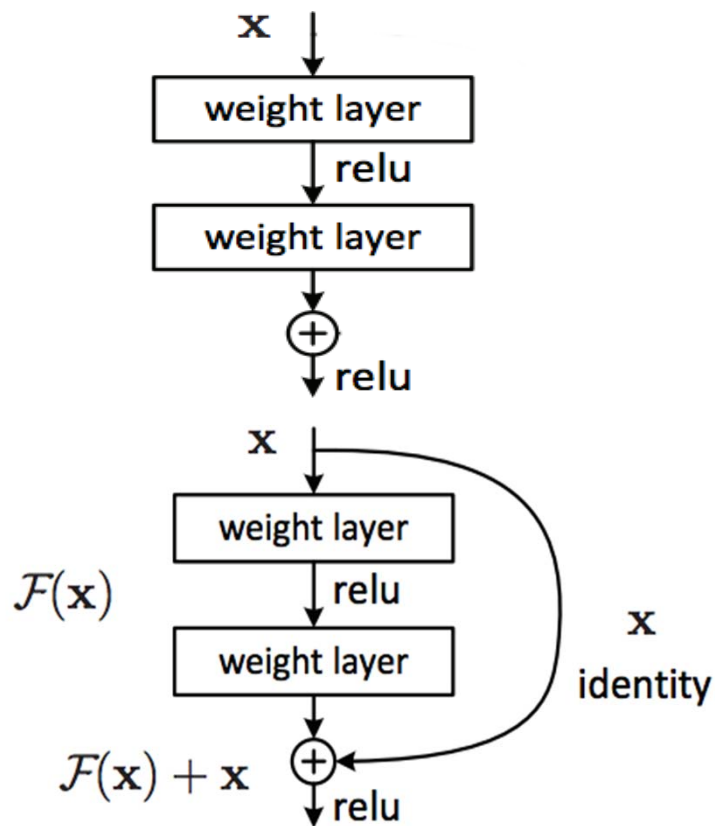 x
weight layer
relu
weight layer
+
relu
x
weight layer
F(x)
relu
x
weight layer
identity
F(x) + x
+
relu